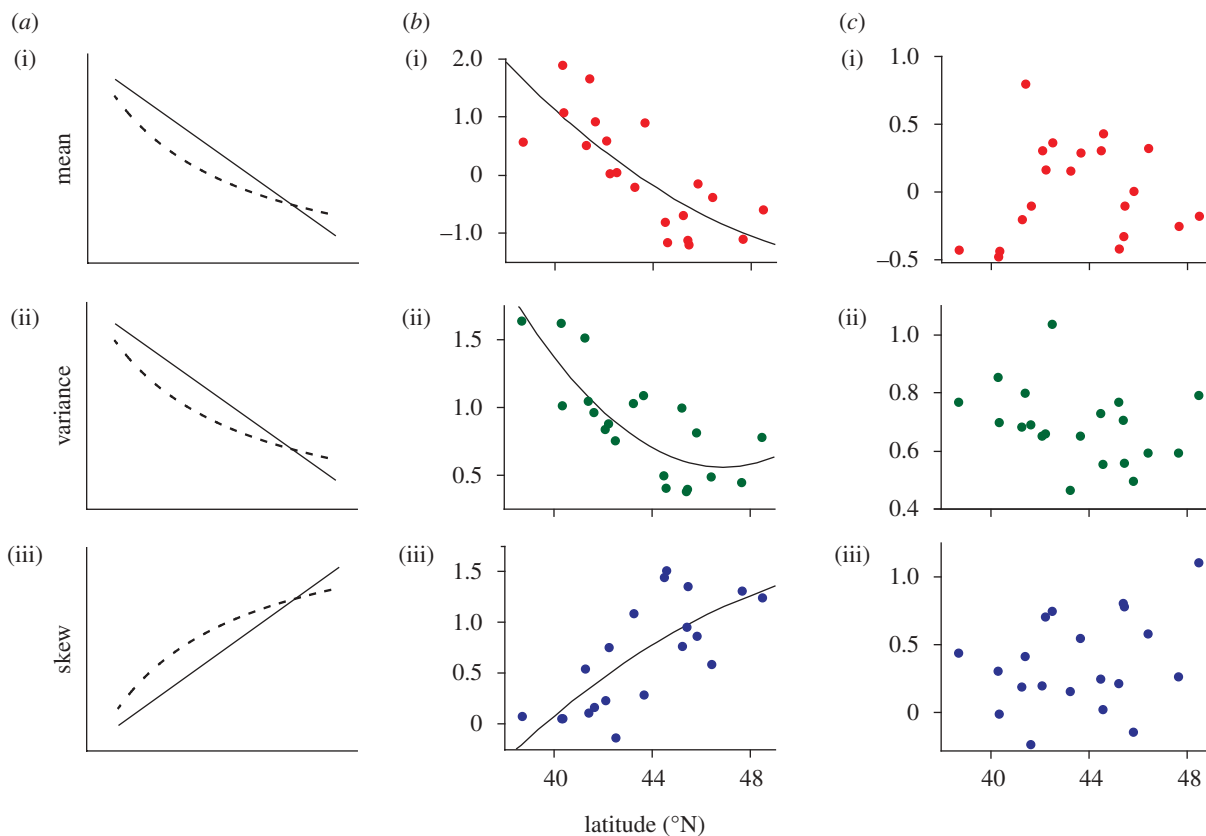 (a)
(b)
(c)
(i)
mean
(i)
2.0
1.0
0
–1.0
(i)
1.0
0.5
0
–0.5
(ii)
variance
(ii)
1.5
1.0
0.5
(ii)
1.0
0.8
0.6
0.4
(iii)
skew
(iii)
1.5
1.0
0.5
0
(iii)
1.0
0.5
0
40 44 48
40 44 48
latitude (°N)